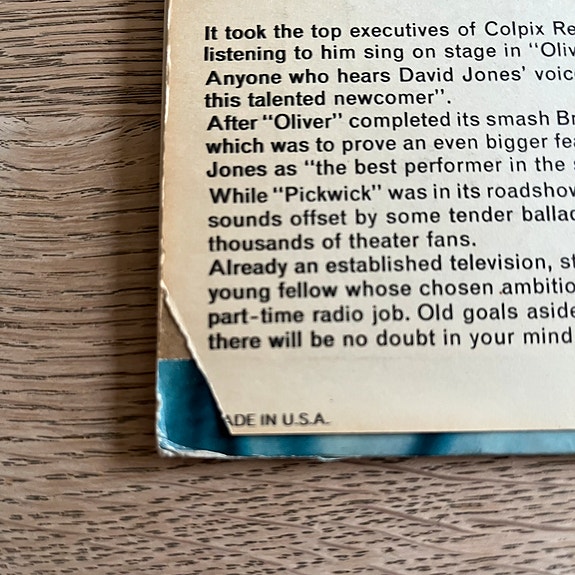 It took the top executives of Colpix Re
listening to him sing on stage in "Oliv
Anyone who hears David Jones' voic
this talented newcomer".
After "Oliver" completed its smash Br
which was to prove an even bigger fea
Jones as "the best performer in the s
While "Pickwick" was in its roadshow
sounds offset by some tender ballad
thousands of theater fans.
Already an established television, st
young fellow whose chosen ambitio
part-time radio job. Old goals aside
there will be no doubt in your mind
ADE IN U.S.A.